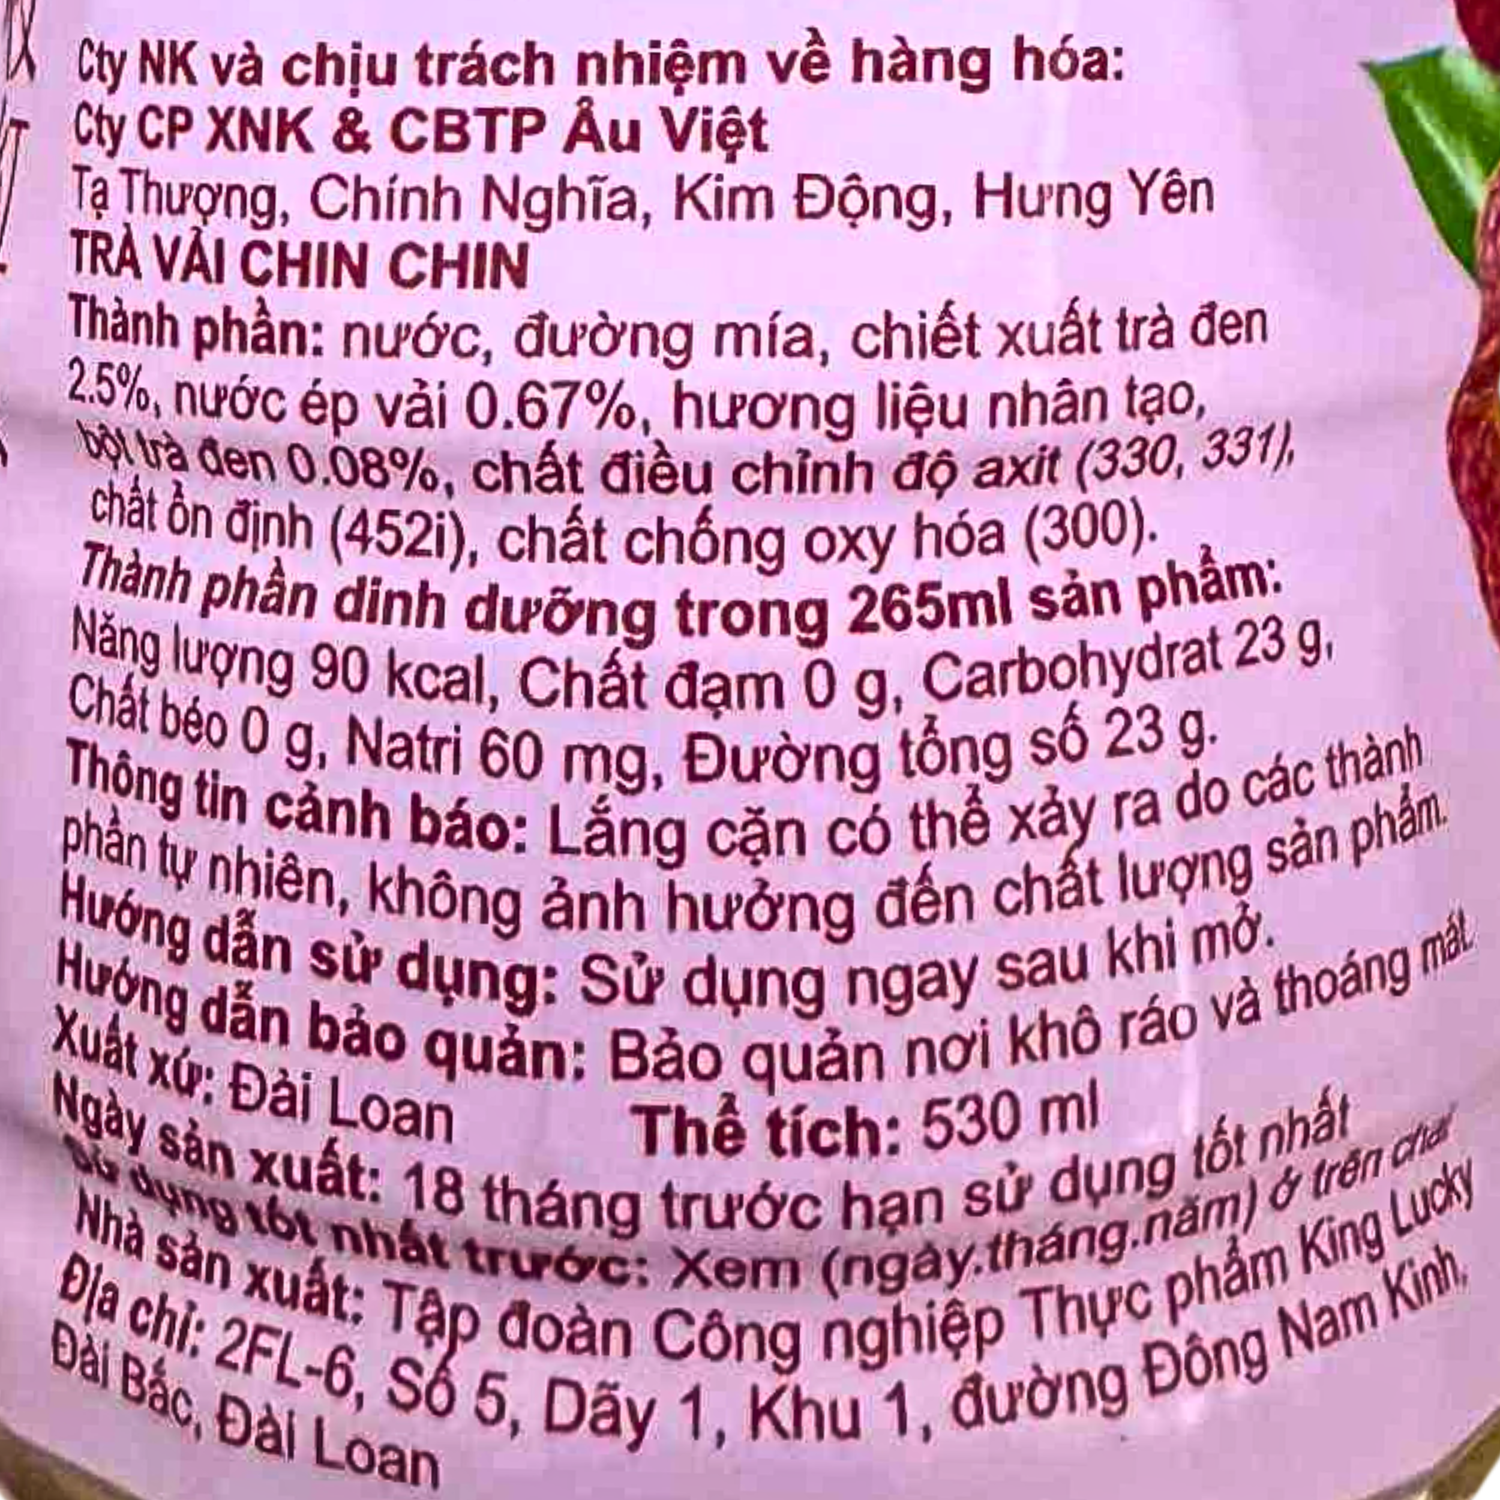 Cty NK và chịu trách nhiệm về hàng hóa:
Cty CP XNK & CBTP Âu Việt
Tạ Thượng, Chính Nghĩa, Kim Động, Hưng Yên
TRÀ VẢI CHIN CHIN
Thành phần: nước, đường mía, chiết xuất trà đen
2.5%, nước ép vải 0.67%, hương liệu nhân tạo,
bột trà đen 0.08%, chất điều chỉnh độ axit (330, 331),
chất ổn định (452i), chất chống oxy hóa (300).
Thành phần dinh dưỡng trong 265ml sản phẩm:
Năng lượng 90 kcal, Chất đạm 0 g, Carbohydrat 23 g,
Chất béo 0 g, Natri 60 mg, Đường tổng số 23 g.
Thông tin cảnh báo: Lắng cặn có thể xảy ra do các thành
phần tự nhiên, không ảnh hưởng đến chất lượng sản phẩm.
Hướng dẫn sử dụng: Sử dụng ngay sau khi mở.
Hướng dẫn bảo quản: Bảo quản nơi khô ráo và thoáng mát.
Xuất xứ: Đài Loan Thể tích: 530 ml
Ngày sản xuất: 18 tháng trước hạn sử dụng tốt nhất
Sử dụng tốt nhất trước: Xem (ngày.tháng.năm) ở trên chai
Nhà sản xuất: Tập đoàn Công nghiệp Thực phẩm King Lucky
Địa chỉ: 2FL-6, Số 5, Dãy 1, Khu 1, đường Đông Nam Kinh,
Đài Bắc, Đài Loan